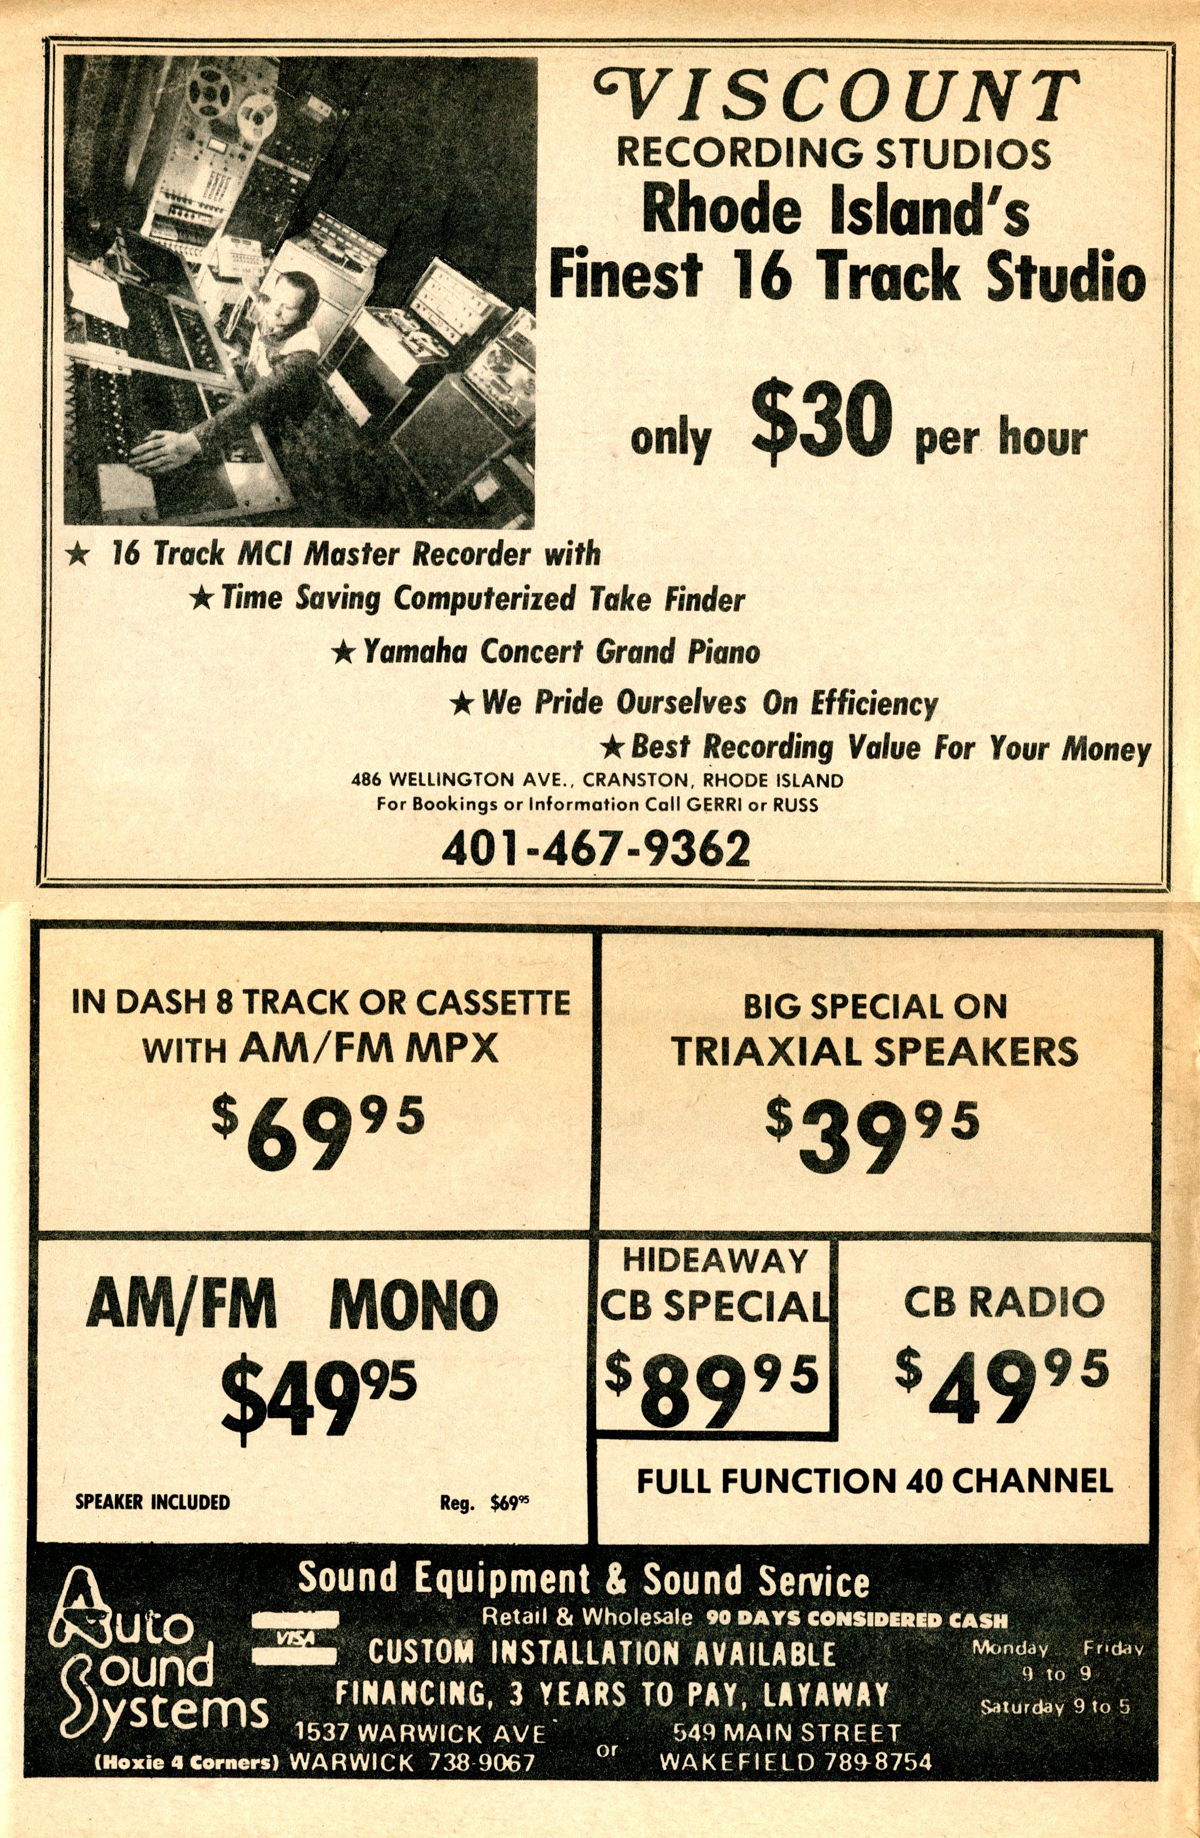 VISCOUNT
RECORDING STUDIOS
Rhode Island's
Finest 16 Track Studio
only $30 per hour
★ 16 Track MCI Master Recorder with
★ Time Saving Computerized Take Finder
★ Yamaha Concert Grand Piano
★ We Pride Ourselves On Efficiency
★ Best Recording Value For Your Money
486 WELLINGTON AVE., CRANSTON, RHODE ISLAND
For Bookings or Information Call GERRI or RUSS
401-467-9362
IN DASH 8 TRACK OR CASSETTE
WITH AM/FM MPX
$69 95
BIG SPECIAL ON
TRIAXIAL SPEAKERS
$39 95
AM/FM MONO
$49 95
SPEAKER INCLUDED Reg. $69 95
HIDEAWAY
CB SPECIAL
$89 95
CB RADIO
$49 95
FULL FUNCTION 40 CHANNEL
Auto
Sound
Systems
(Hoxie 4 Corners)
VISA
Sound Equipment & Sound Service
Retail & Wholesale 90 DAYS CONSIDERED CASH
CUSTOM INSTALLATION AVAILABLE
FINANCING, 3 YEARS TO PAY, LAYAWAY
1537 WARWICK AVE
WARWICK 738-9067
or
549 MAIN STREET
WAKEFIELD 789-8754
Monday Friday
9 to 9
Saturday 9 to 5